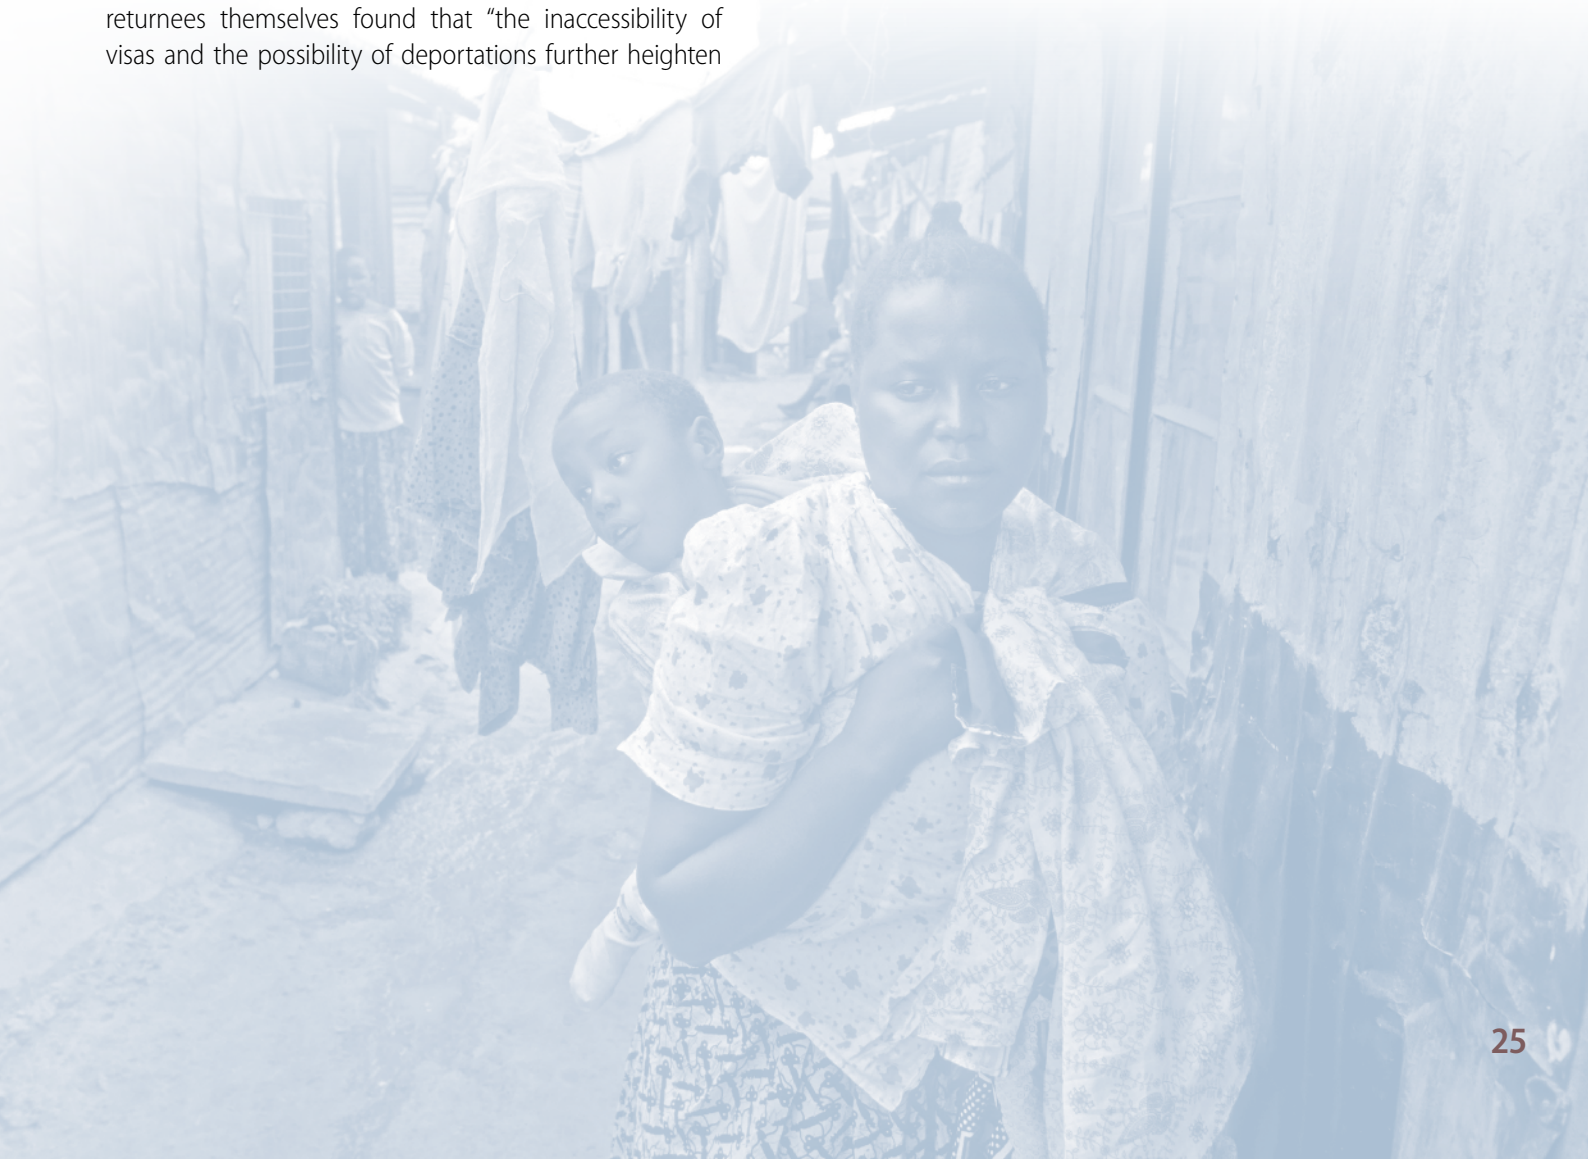 returnees themselves found that “the inaccessibility of
visas and the possibility of deportations further heighten
25